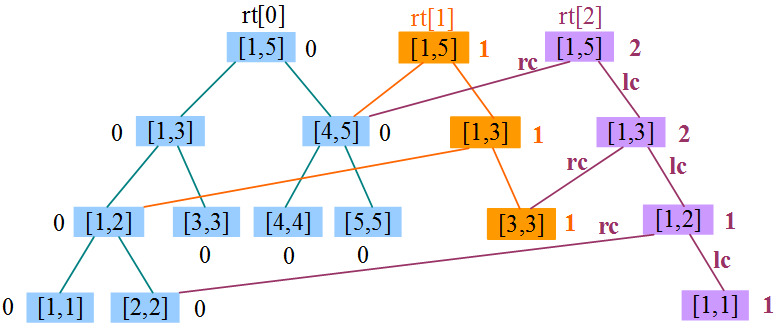 rt[0] rt[1] rt[2]
[1,5] 0 [1,5] 1 [1,5] 2
rc lc
0 [1,3] [4,5] 0 [1,3] 1 [1,3] 2
rc lc
0 [1,2] [3,3] [4,4] [5,5] [3,3] 1 [1,2] 1
0 0 0 rc lc
0 [1,1] [2,2] 0 [1,1] 1